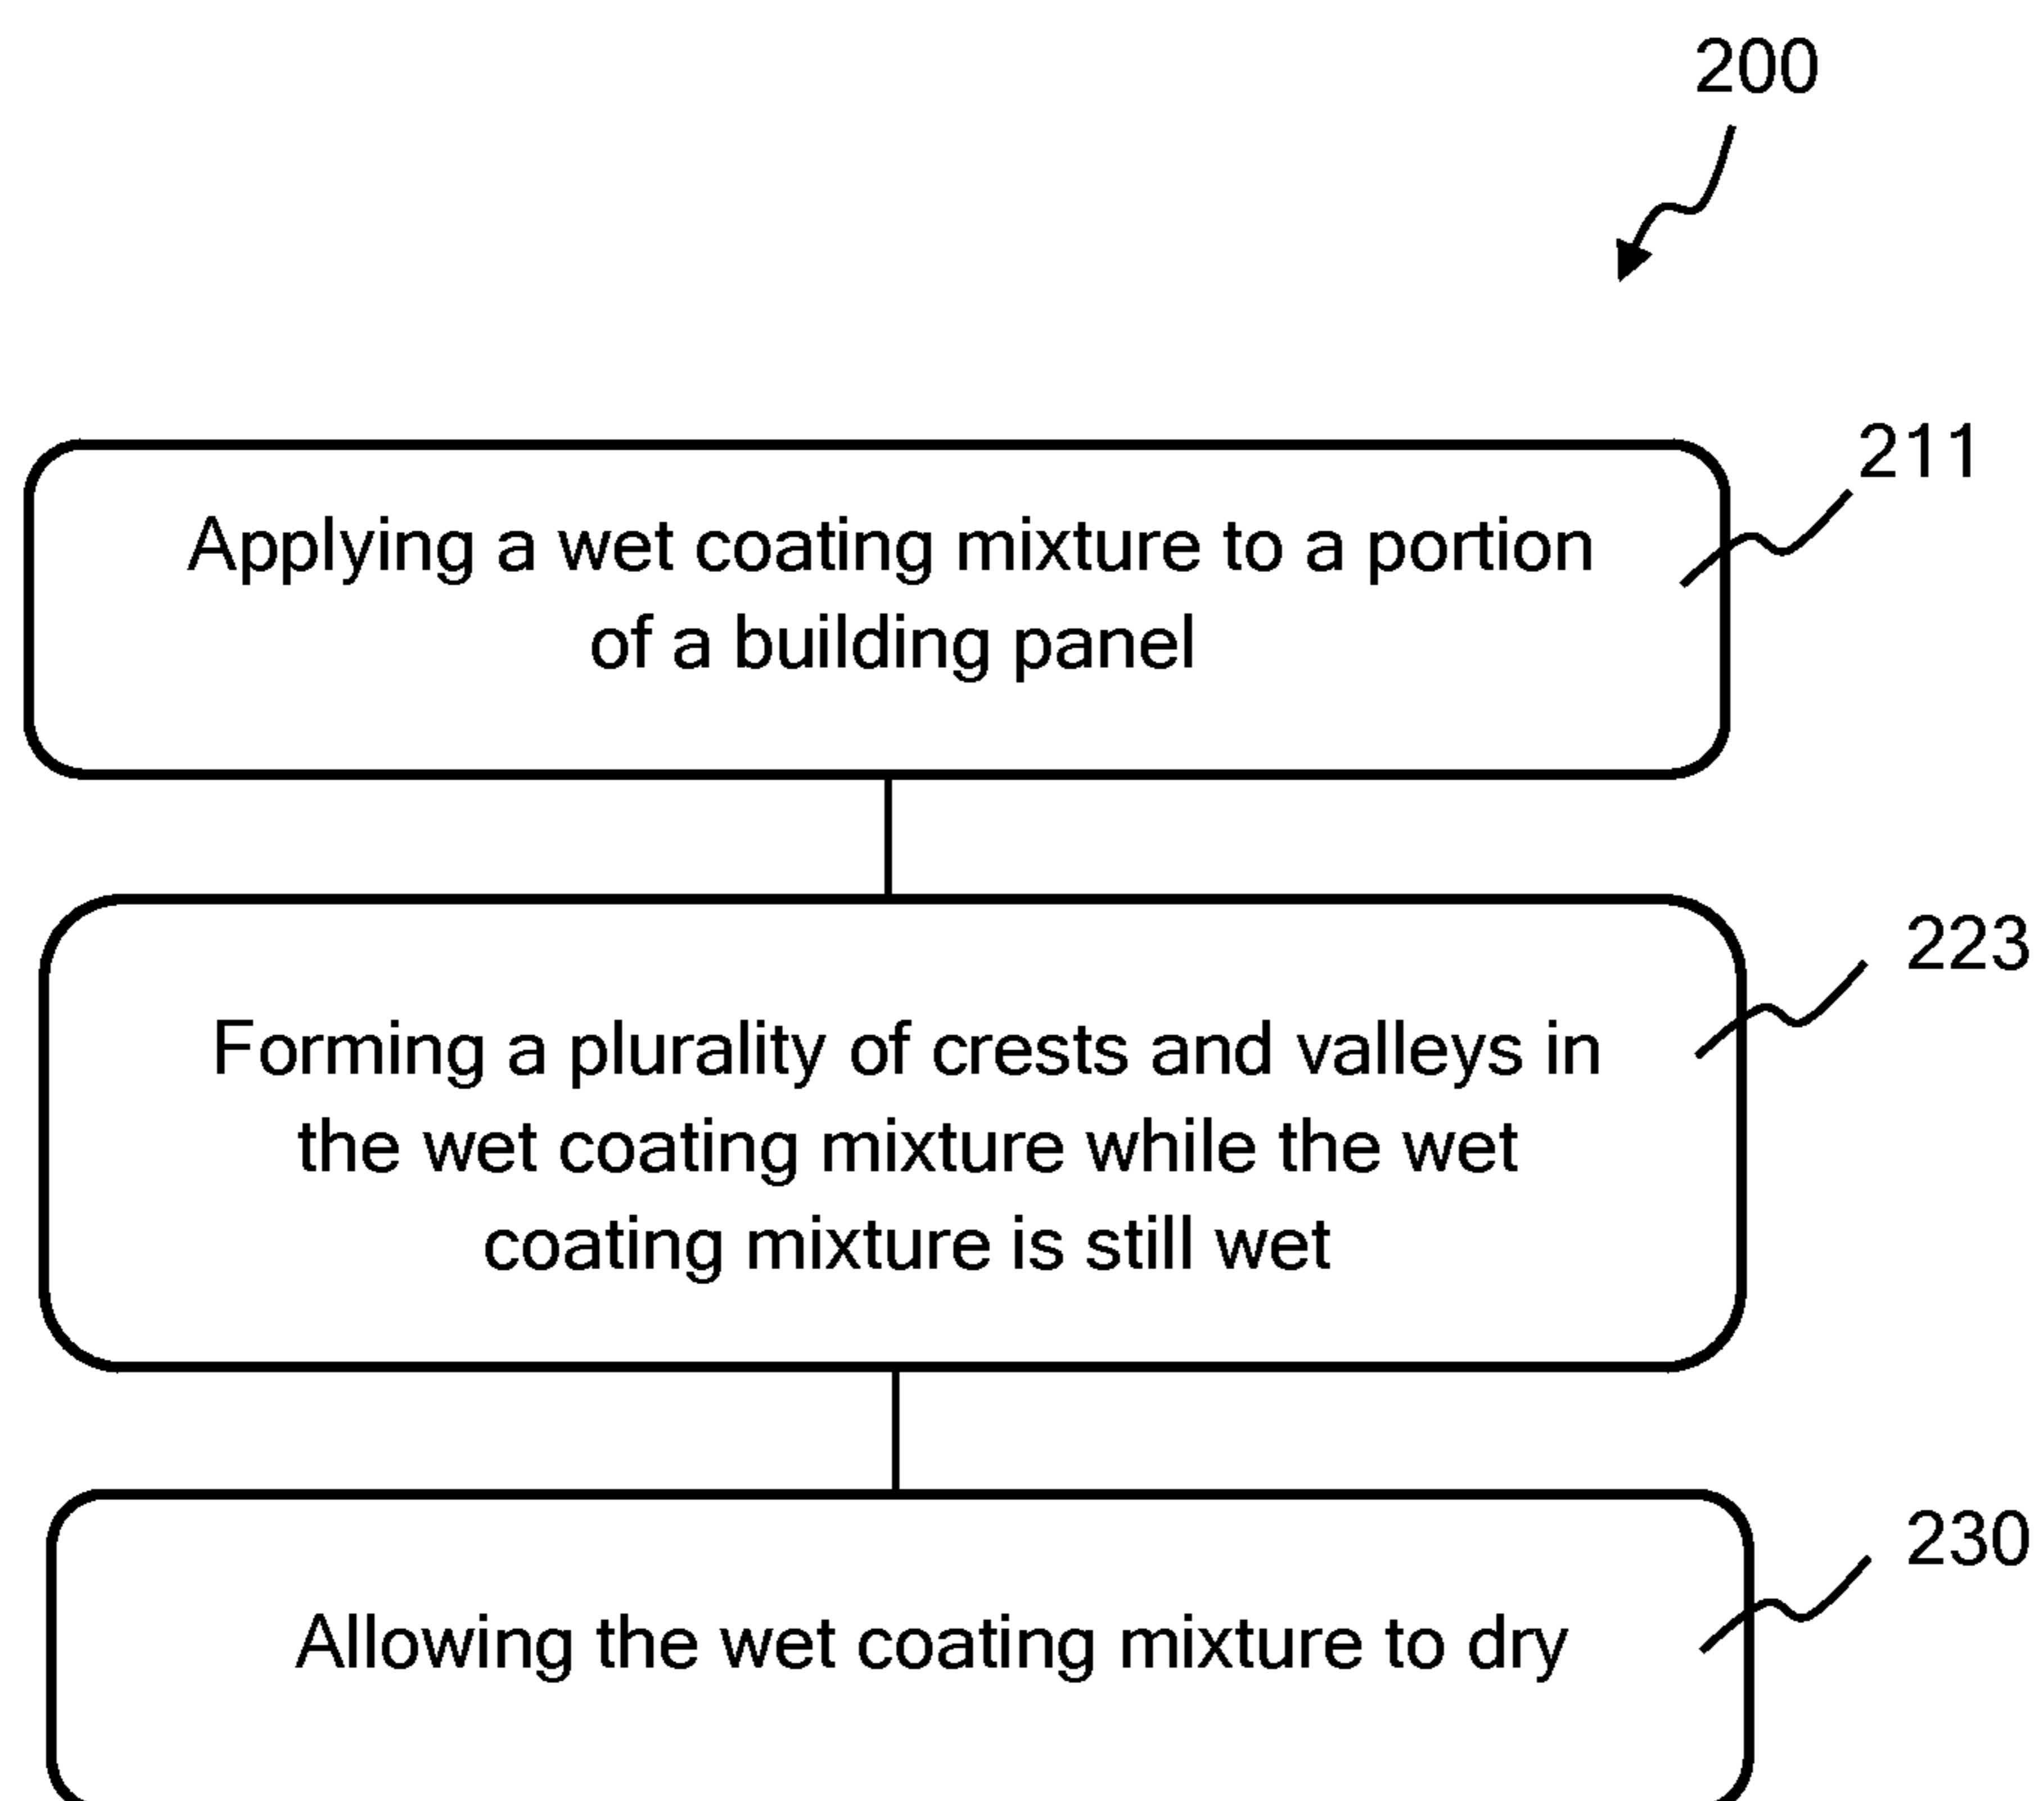 200
211
Applying a wet coating mixture to a portion
of a building panel
223
Forming a plurality of crests and valleys in
the wet coating mixture while the wet
coating mixture is still wet
230
Allowing the wet coating mixture to dry